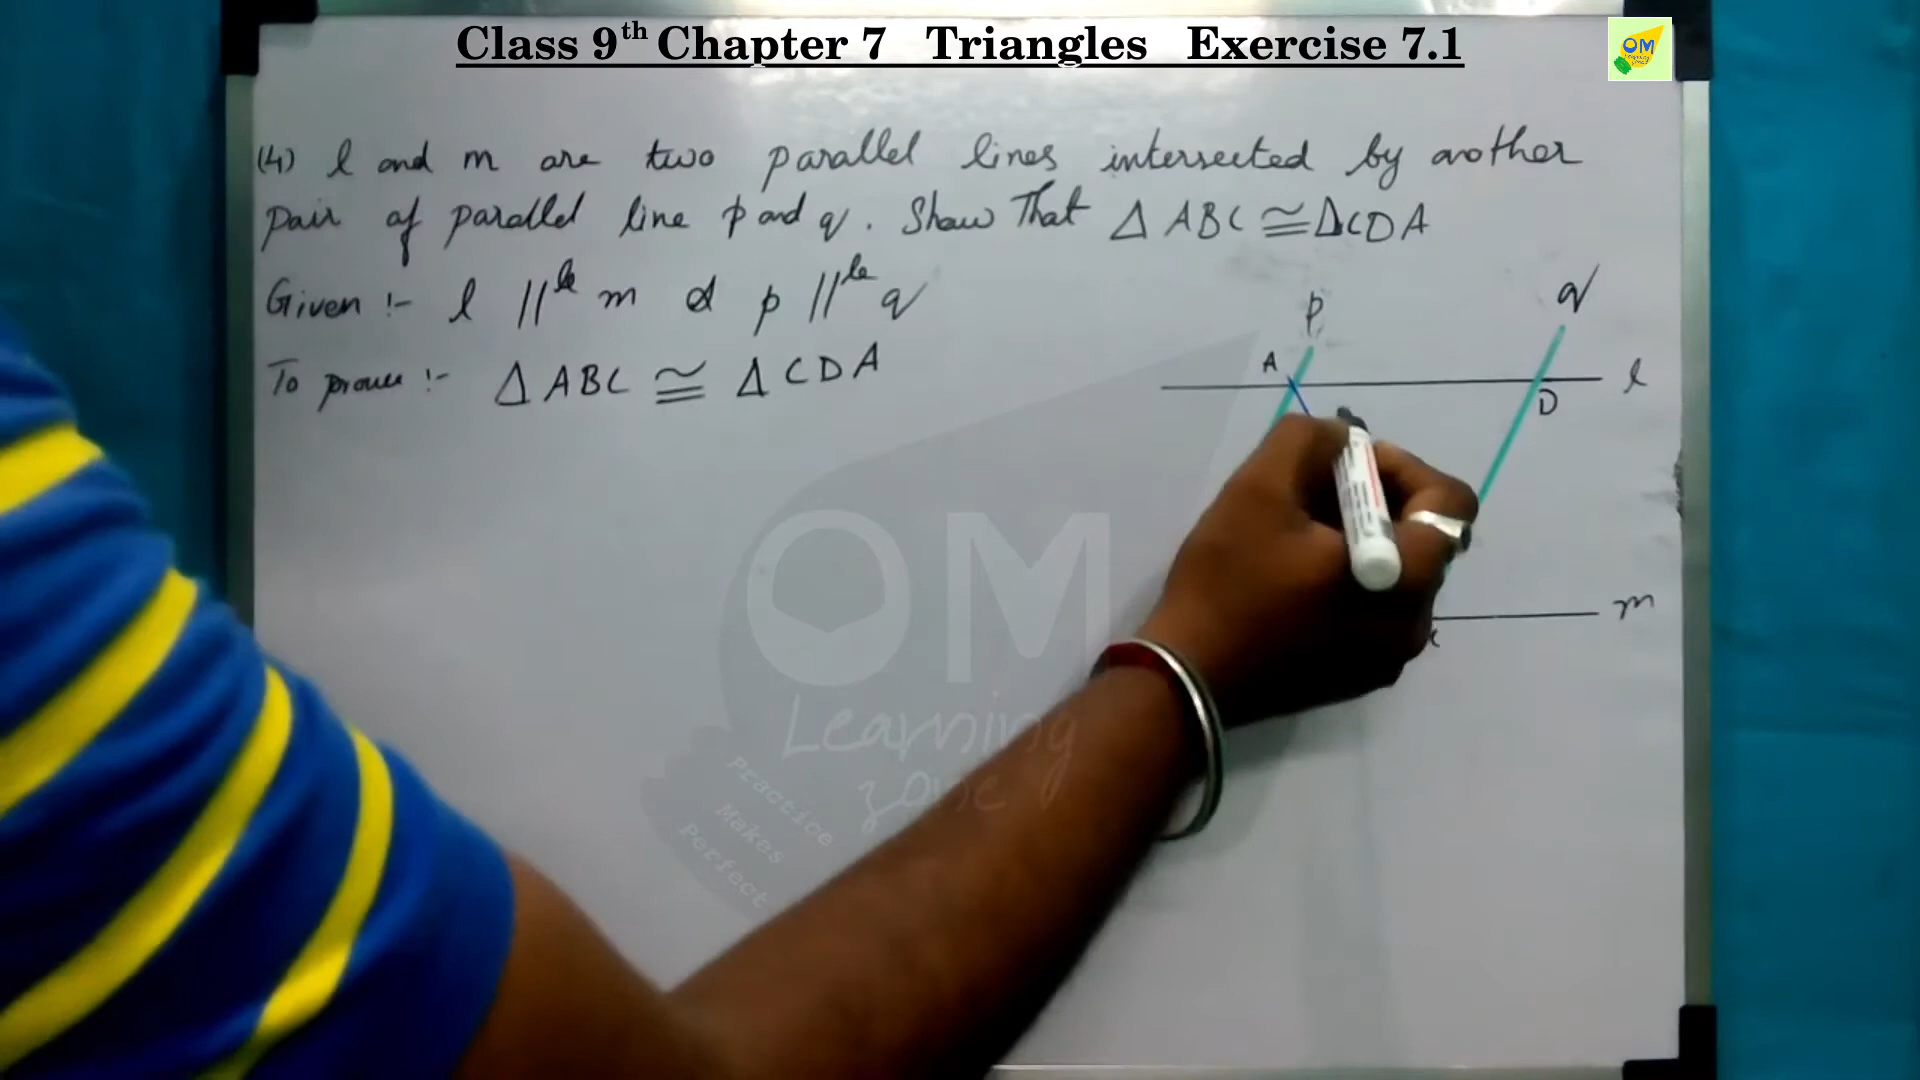 Class 9th Chapter 7 Triangles Exercise 7.1
OM
(4) l and m are two parallel lines intersected by another
pair of parallel line p and q. Show That Δ ABC ≅ ΔCDA
Given :- l ||le m & p ||le q
To prove :- Δ ABC ≅ Δ CDA
p
q
A
l
D
m
c
OM
Learning
zone
Practice
Makes
Perfect